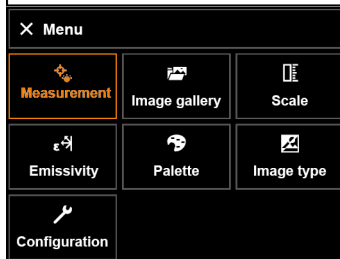 Menu
Measurement
Image gallery
Scale
ε
Emissivity
Palette
Image type
Configuration